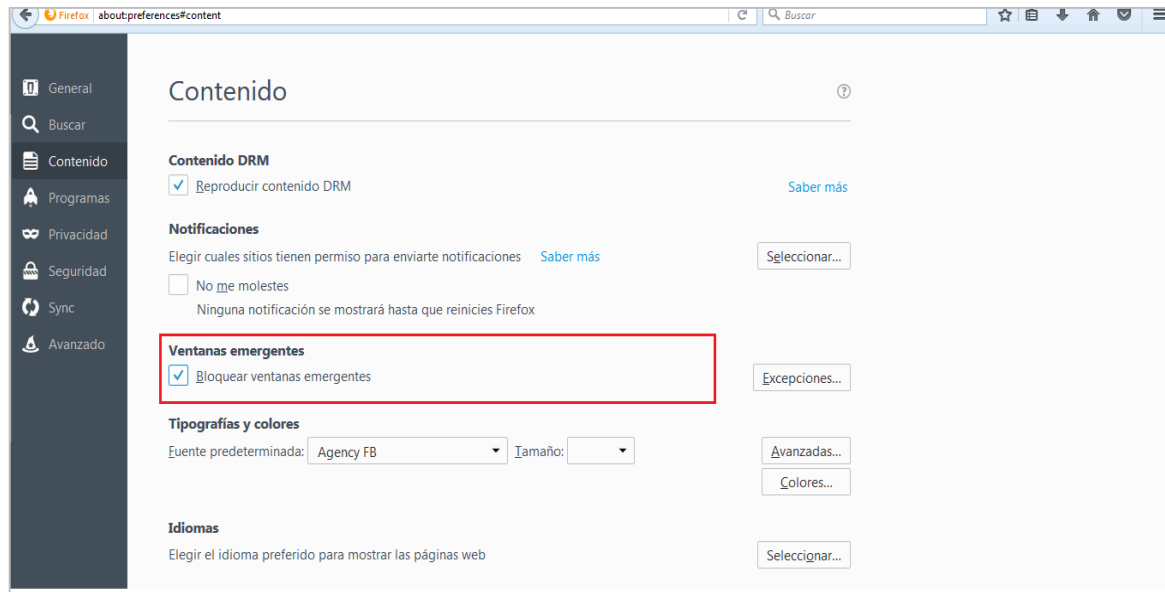 Firefox about:preferences#content
Buscar
General
Buscar
Contenido
Programas
Privacidad
Seguridad
Sync
Avanzado
Contenido
?
Contenido DRM
Reproducir contenido DRM
Saber más
Notificaciones
Elegir cuales sitios tienen permiso para enviarte notificaciones Saber más
Seleccionar...
No me molestes
Ninguna notificación se mostrará hasta que reinicies Firefox
Ventanas emergentes
Bloquear ventanas emergentes
Excepciones...
Tipografías y colores
Fuente predeterminada: Agency FB Tamaño:
Avanzadas...
Colores...
Idiomas
Elegir el idioma preferido para mostrar las páginas web
Seleccionar...